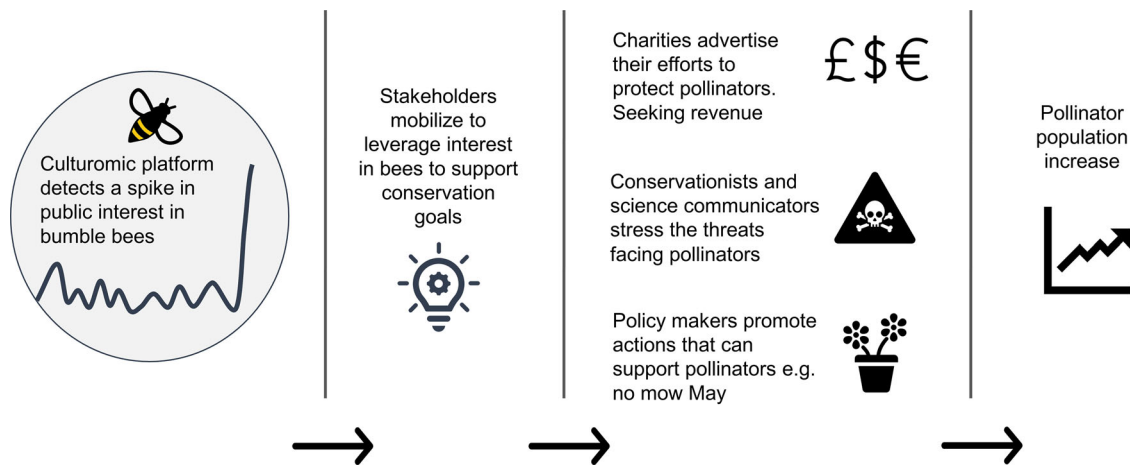 Culturomic platform
detects a spike in
public interest in
bumble bees
Stakeholders
mobilize to
leverage interest
in bees to support
conservation
goals
Charities advertise
their efforts to
protect pollinators.
Seeking revenue
£$€
Conservationists and
science communicators
stress the threats
facing pollinators
Policy makers promote
actions that can
support pollinators e.g.
no mow May
Pollinator
population
increase